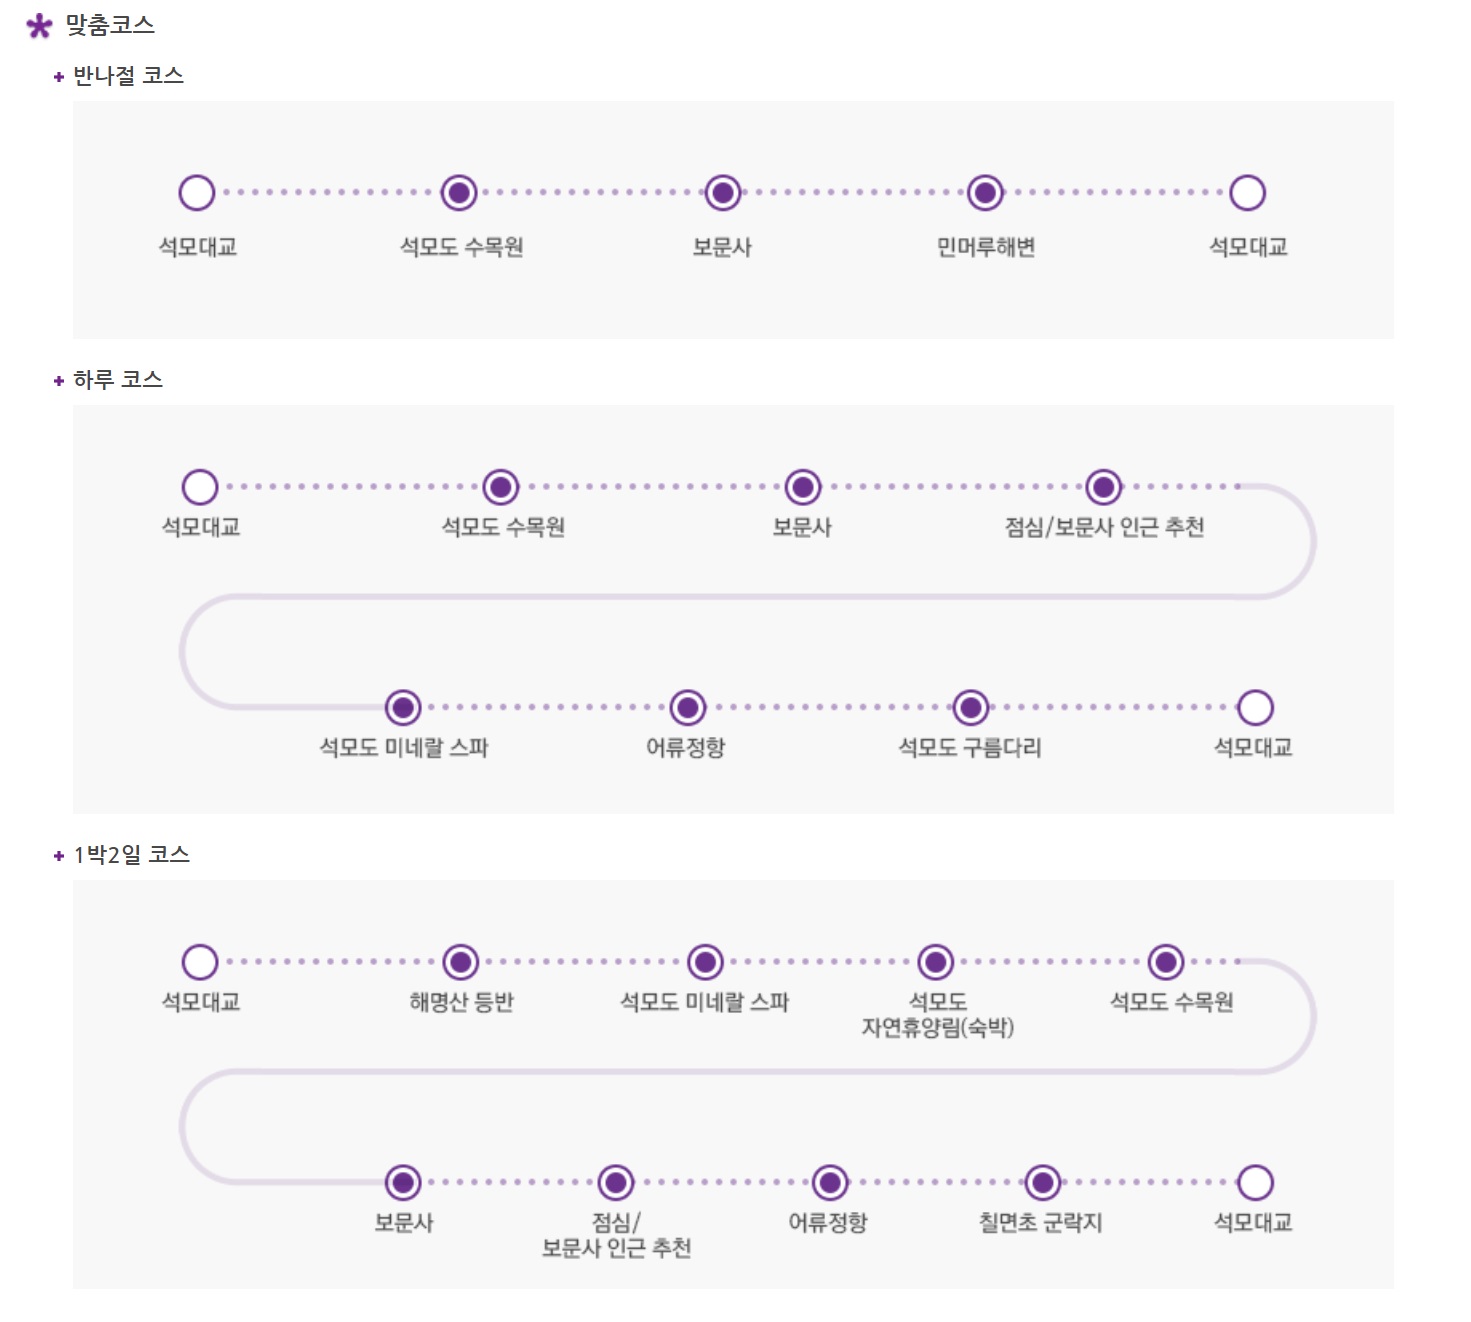 맞춤코스
반나절 코스
석모대교 석모도 수목원 보문사 민머루해변 석모대교
하루 코스
석모대교 석모도 수목원 보문사 점심/보문사 인근 추천
석모도 미네랄 스파 어류정항 석모도 구름다리 석모대교
1박2일 코스
석모대교 해명산 등반 석모도 미네랄 스파 석모도 석모도 수목원
자연휴양림(숙박)
보문사 점심/ 어류정항 칠면초 군락지 석모대교
보문사 인근 추천